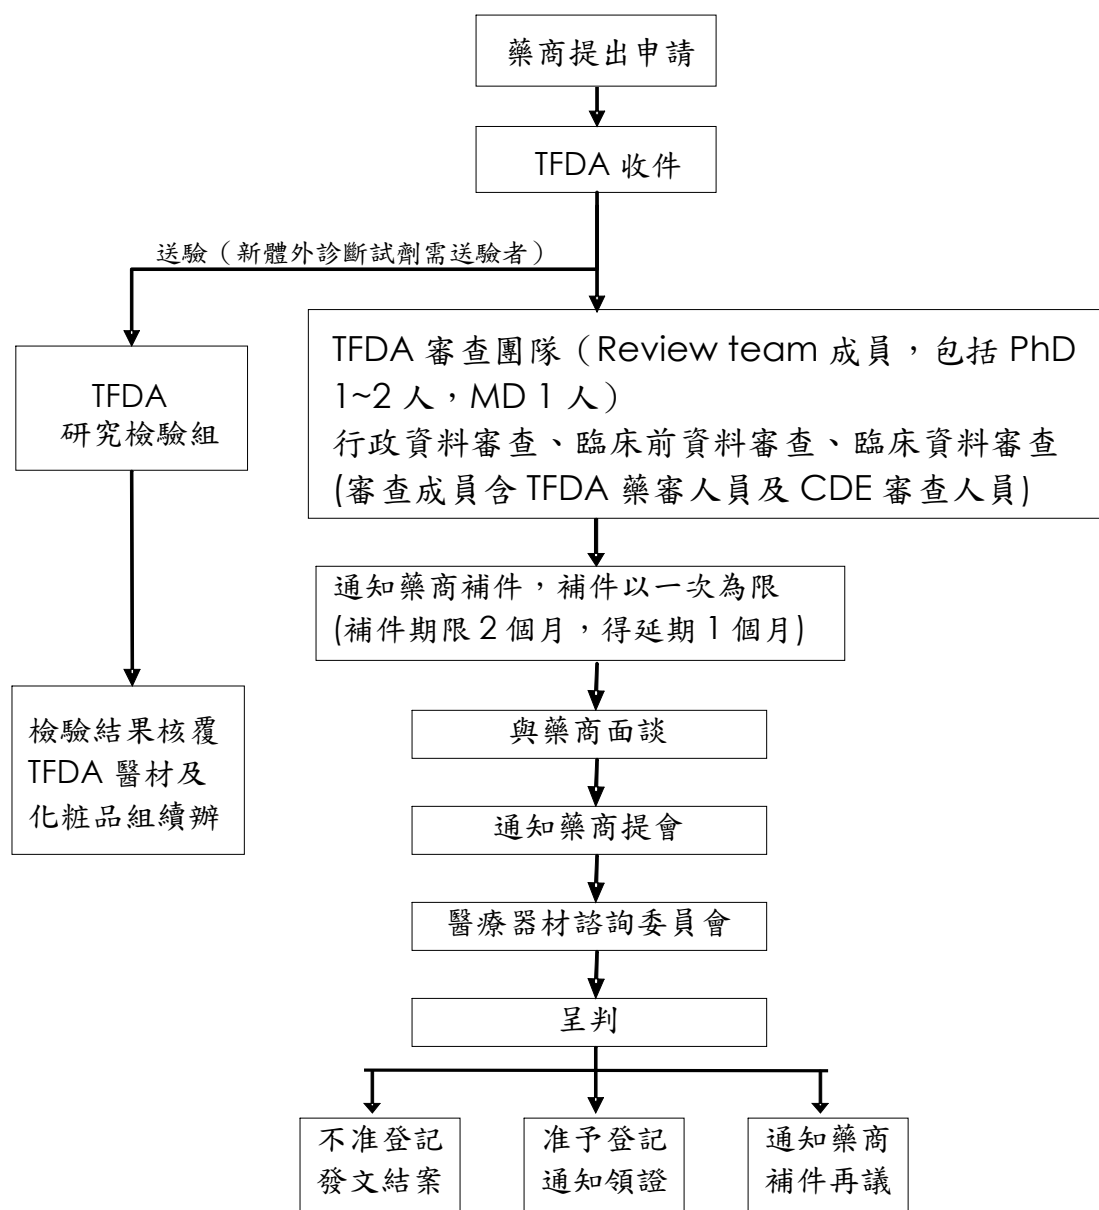 藥商提出申請
TFDA 收件
送驗（新體外診斷試劑需送驗者）
TFDA
研究檢驗組
檢驗結果核覆
TFDA 醫材及
化粧品組續辦
TFDA 審查團隊（Review team 成員，包括 PhD
1~2 人，MD 1 人）
行政資料審查、臨床前資料審查、臨床資料審查
(審查成員含 TFDA 藥審人員及 CDE 審查人員)
通知藥商補件，補件以一次為限
(補件期限 2 個月，得延期 1 個月)
與藥商面談
通知藥商提會
醫療器材諮詢委員會
呈判
不准登記
發文結案
准予登記
通知領證
通知藥商
補件再議